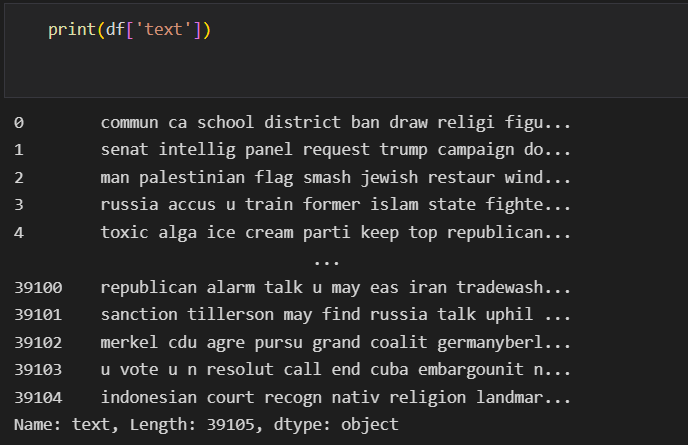 print(df['text'])
0 commun ca school district ban draw religi figu...
1 senat intellig panel request trump campaign do...
2 man palestinian flag smash jewish restaur wind...
3 russia accus u train former islam state fighte...
4 toxic alga ice cream parti keep top republican...
...
39100 republican alarm talk u may eas iran tradewash...
39101 sanction tillerson may find russia talk uphil ...
39102 merkel cdu agre pursu grand coalit germanyberl...
39103 u vote u n resolut call end cuba embargounit n...
39104 indonesian court recogn nativ religion landmar...
Name: text, Length: 39105, dtype: object